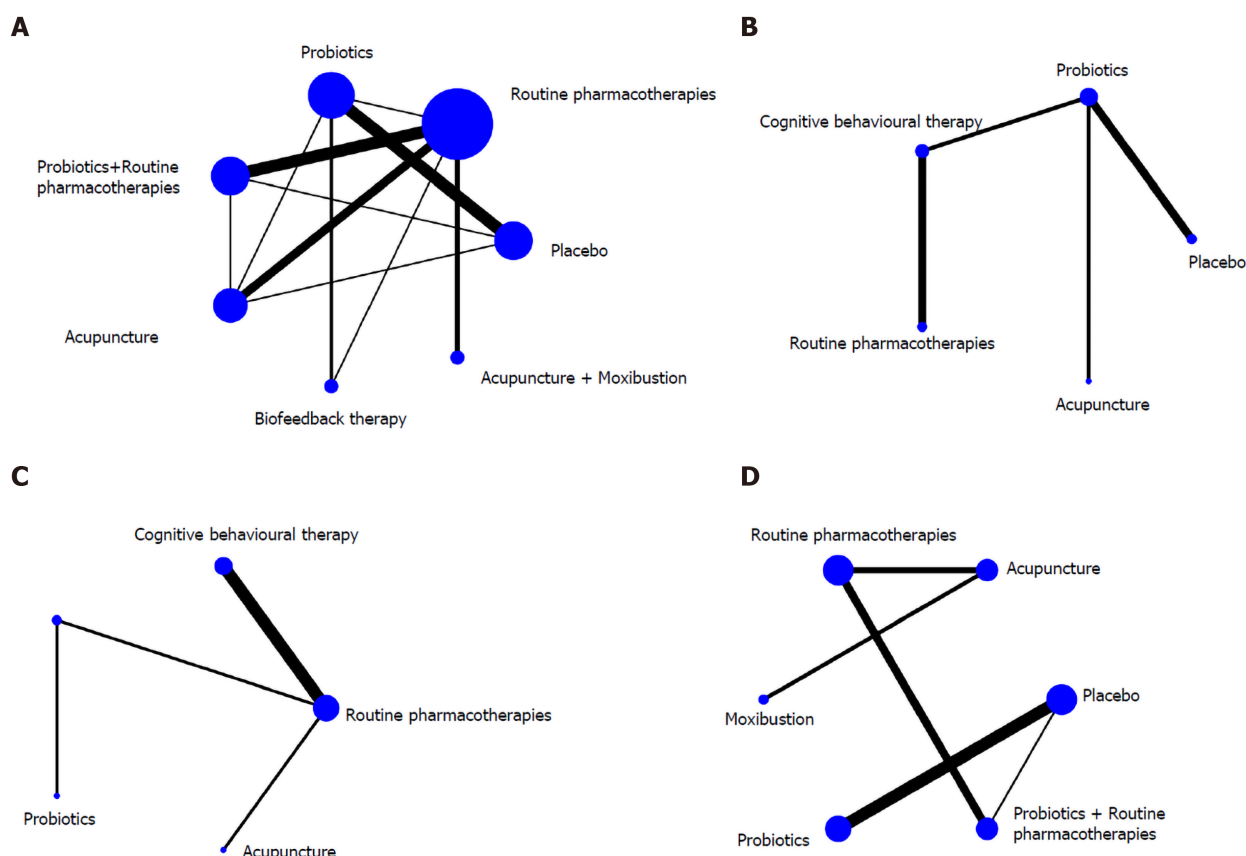 A
Probiotics
Routine pharmacotherapies
Probiotics+Routine
pharmacotherapies
Placebo
Acupuncture
Acupuncture + Moxibustion
Biofeedback therapy
B
Probiotics
Cognitive behavioural therapy
Placebo
Routine pharmacotherapies
Acupuncture
C
Cognitive behavioural therapy
Routine pharmacotherapies
Probiotics
Acupuncture
D
Routine pharmacotherapies
Acupuncture
Placebo
Moxibustion
Probiotics + Routine
pharmacotherapies
Probiotics